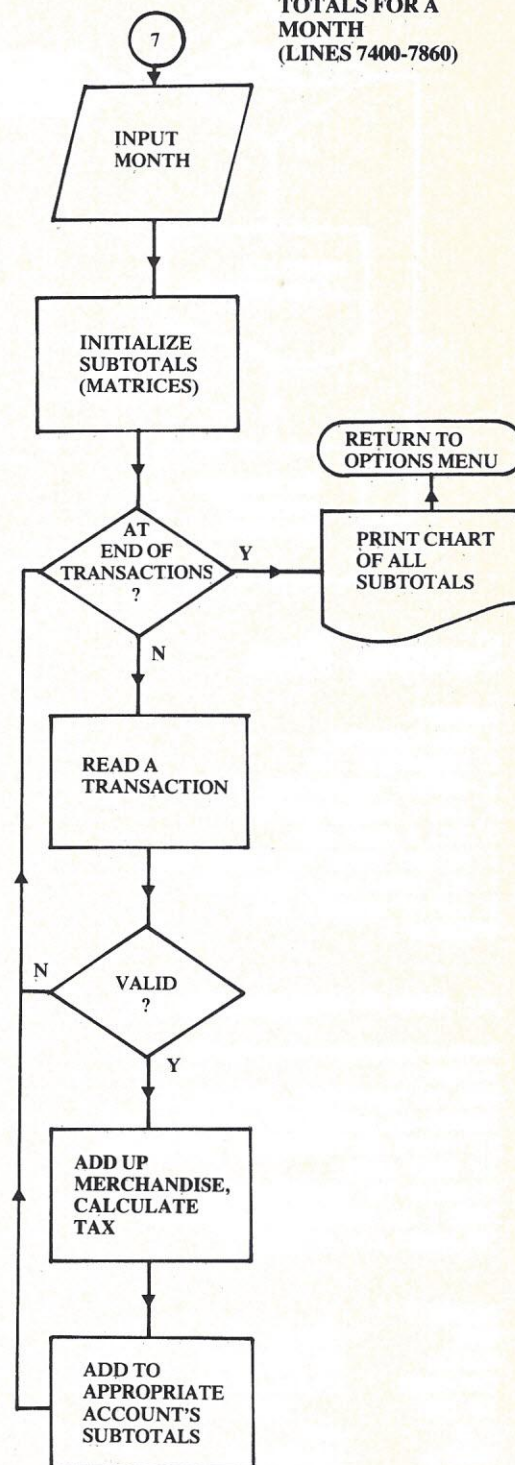 TOTALS FOR A
MONTH
(LINES 7400-7860)
7
INPUT
MONTH
INITIALIZE
SUBTOTALS
(MATRICES)
AT
END OF
TRANSACTIONS
?
Y
RETURN TO
OPTIONS MENU
PRINT CHART
OF ALL
SUBTOTALS
N
READ A
TRANSACTION
N
VALID
?
Y
ADD UP
MERCHANDISE,
CALCULATE
TAX
ADD TO
APPROPRIATE
ACCOUNT'S
SUBTOTALS